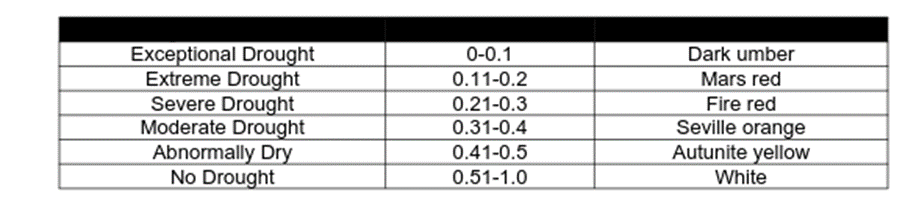 Exceptional Drought 0-0.1 Dark umber
Extreme Drought 0.11-0.2 Mars red
Severe Drought 0.21-0.3 Fire red
Moderate Drought 0.31-0.4 Seville orange
Abnormally Dry 0.41-0.5 Autunite yellow
No Drought 0.51-1.0 White